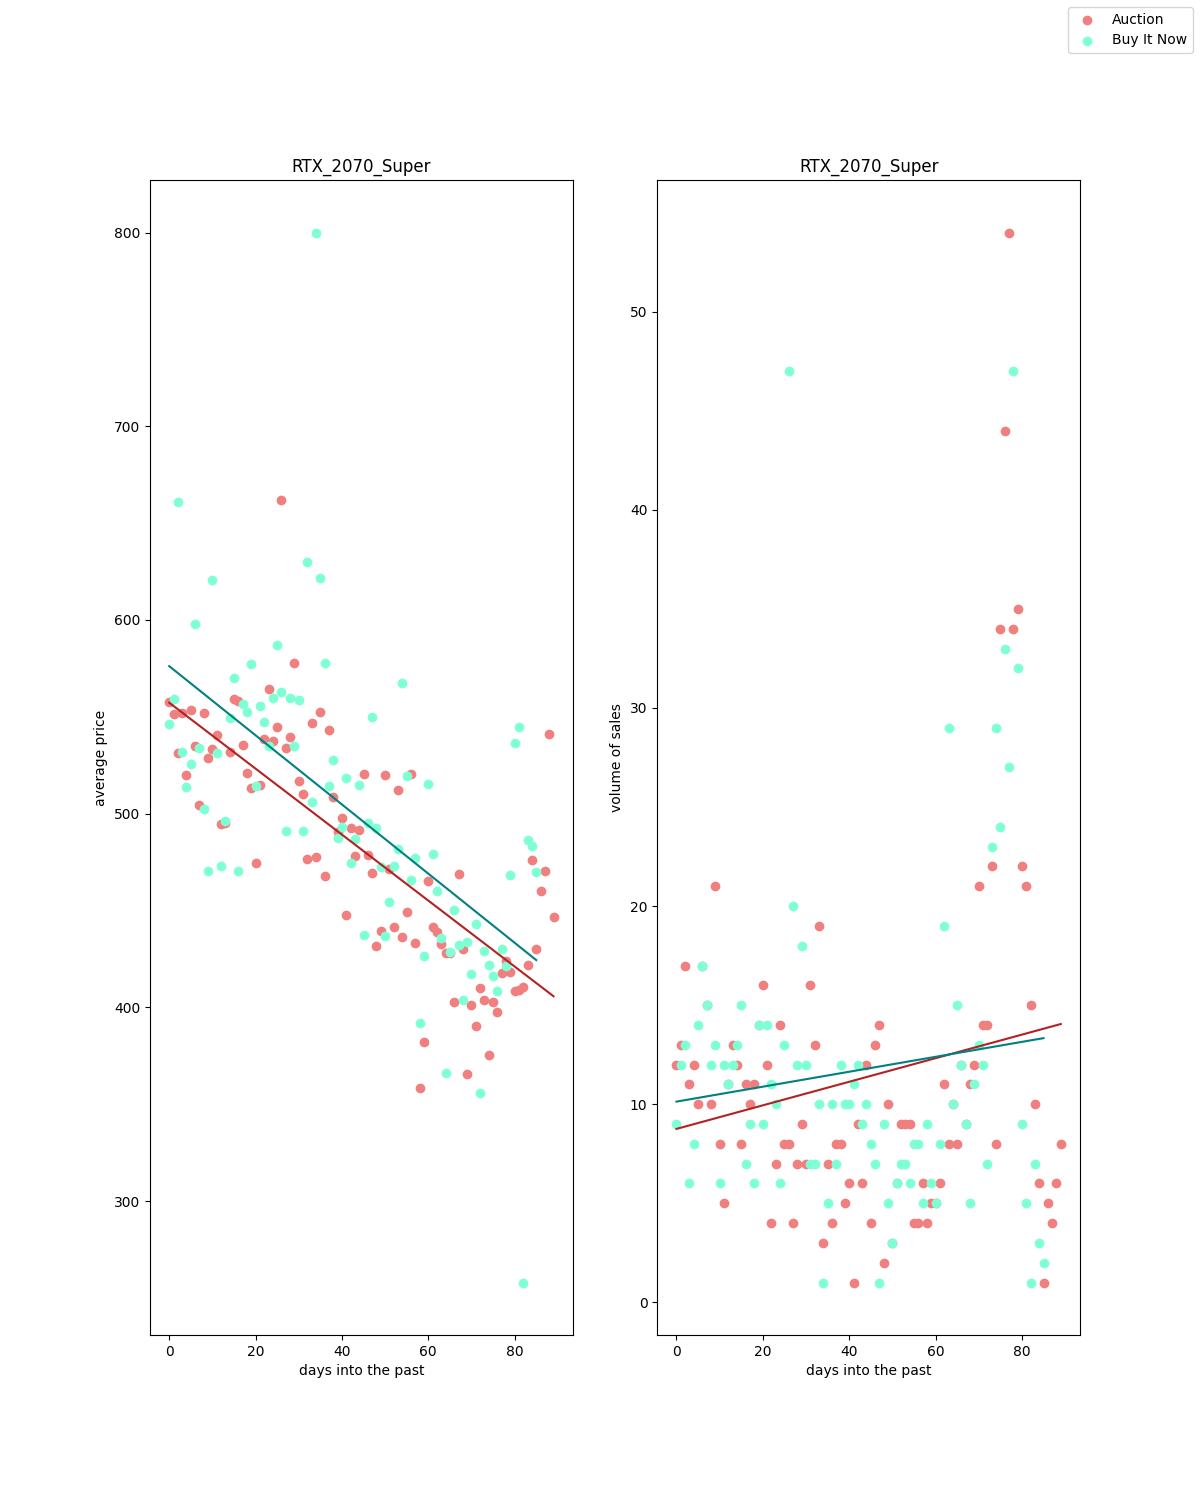 Auction
Buy It Now
RTX_2070_Super
800
700
600
500
400
300
average price
0 20 40 60 80
days into the past
RTX_2070_Super
50
40
30
20
10
0
volume of sales
0 20 40 60 80
days into the past